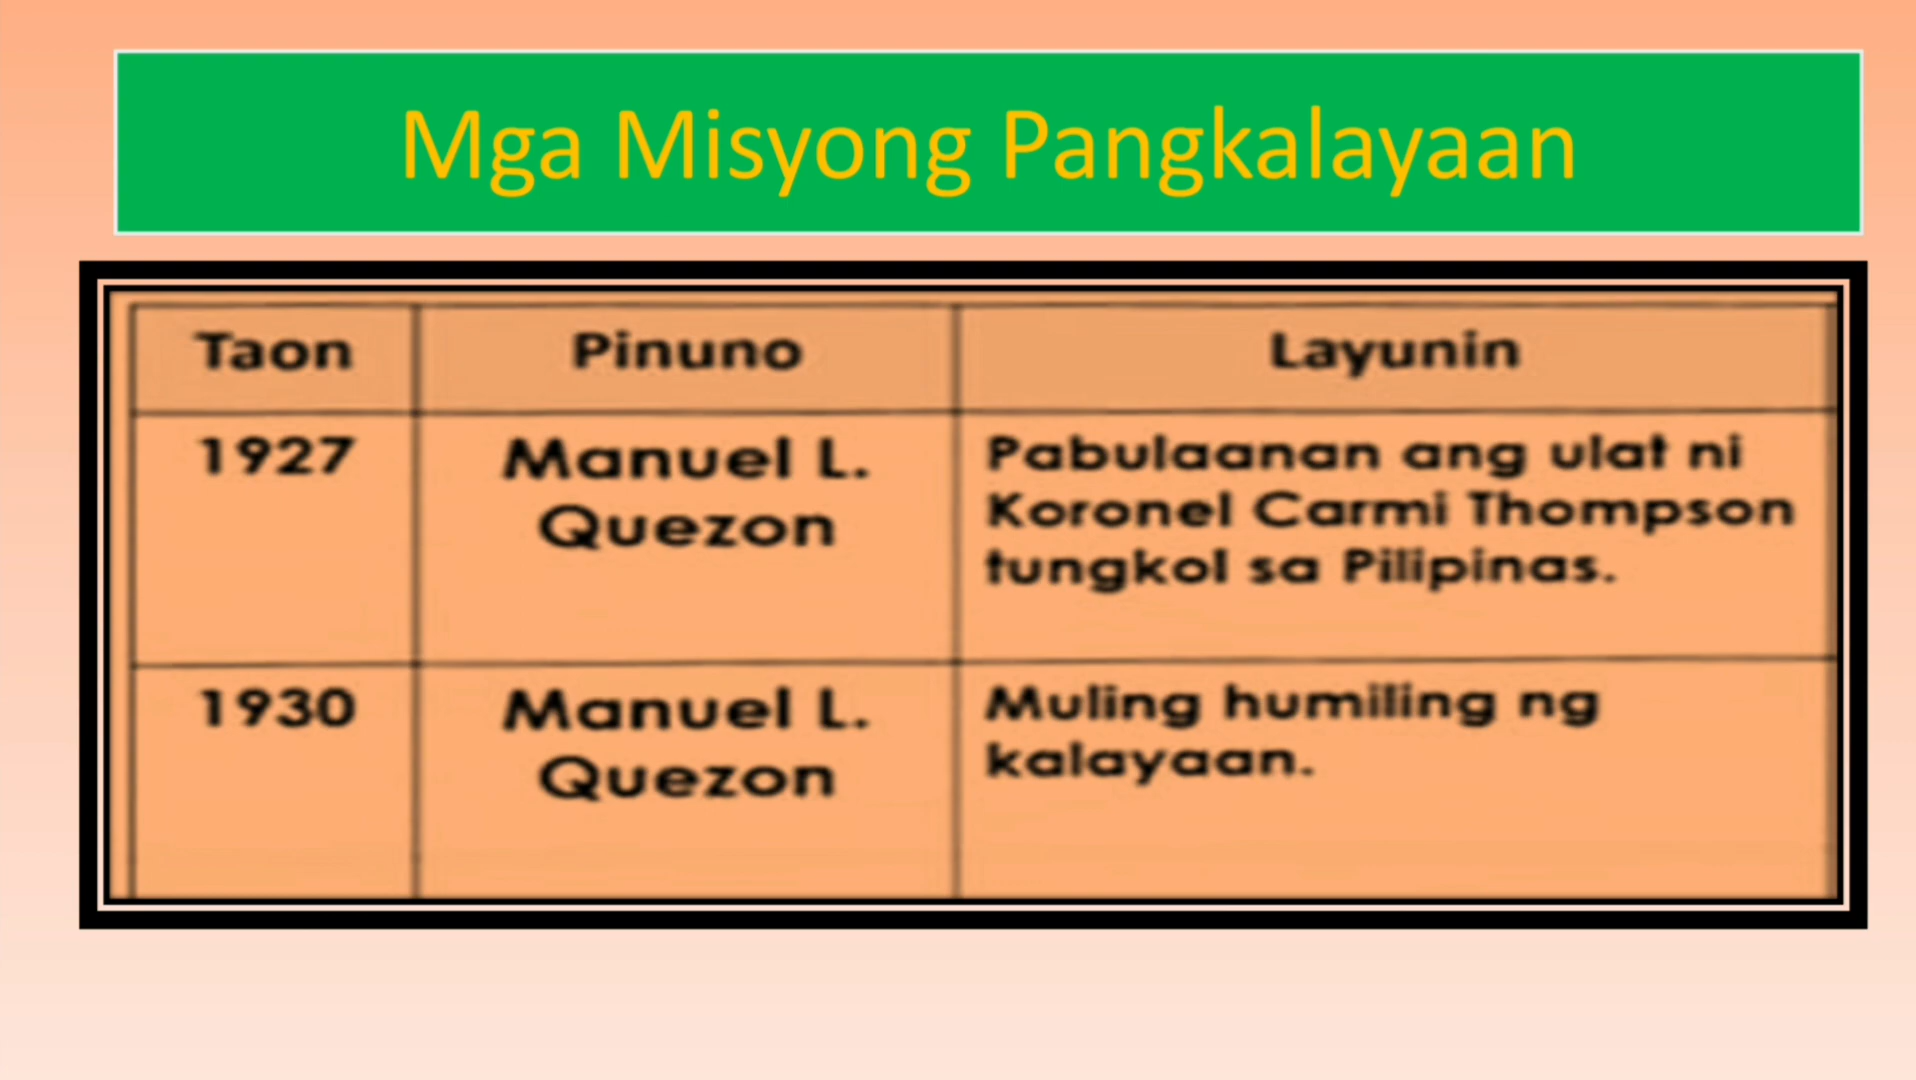 Mga Misyong Pangkalayaan
Taon Pinuno Layunin
1927
Manuel L.
Quezon
Pabulaanan ang ulat ni
Koronel Carmi Thompson
tungkol sa Pilipinas.
1930
Manuel L.
Quezon
Muling humiling ng
kalayaan.